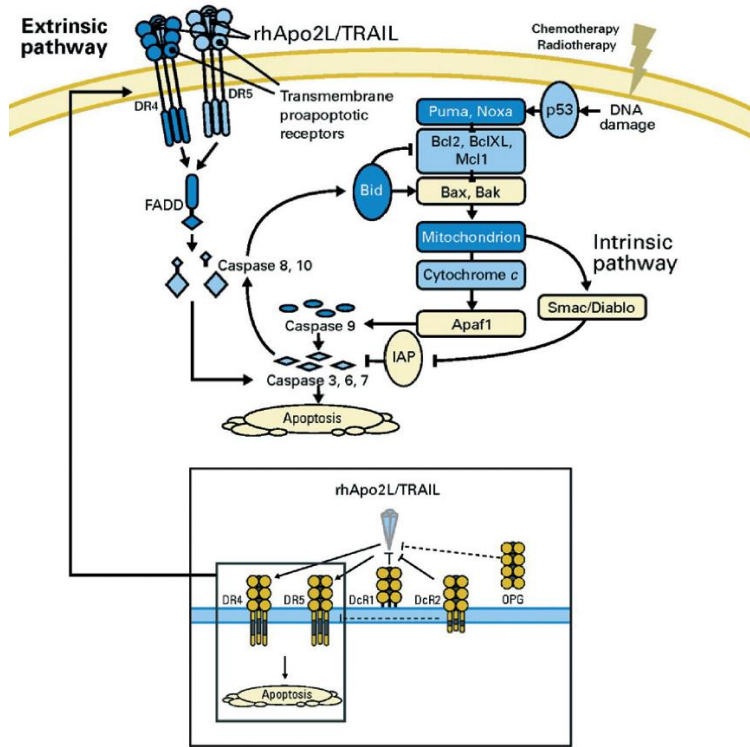 Extrinsic
pathway
rhApo2L/TRAIL
DR4
DR5
Transmembrane
proapoptotic
receptors
Chemotherapy
Radiotherapy
Puma, Noxa
p53
DNA
damage
Bcl2, BclXL,
Mcl1
Bid
Bax, Bak
FADD
Mitochondrion
Intrinsic
pathway
Caspase 8, 10
Cytochrome c
Smac/Diablo
Caspase 9
Apaf1
IAP
Caspase 3, 6, 7
Apoptosis
rhApo2L/TRAIL
DR4
DR5
DcR1
DcR2
OPG
Apoptosis